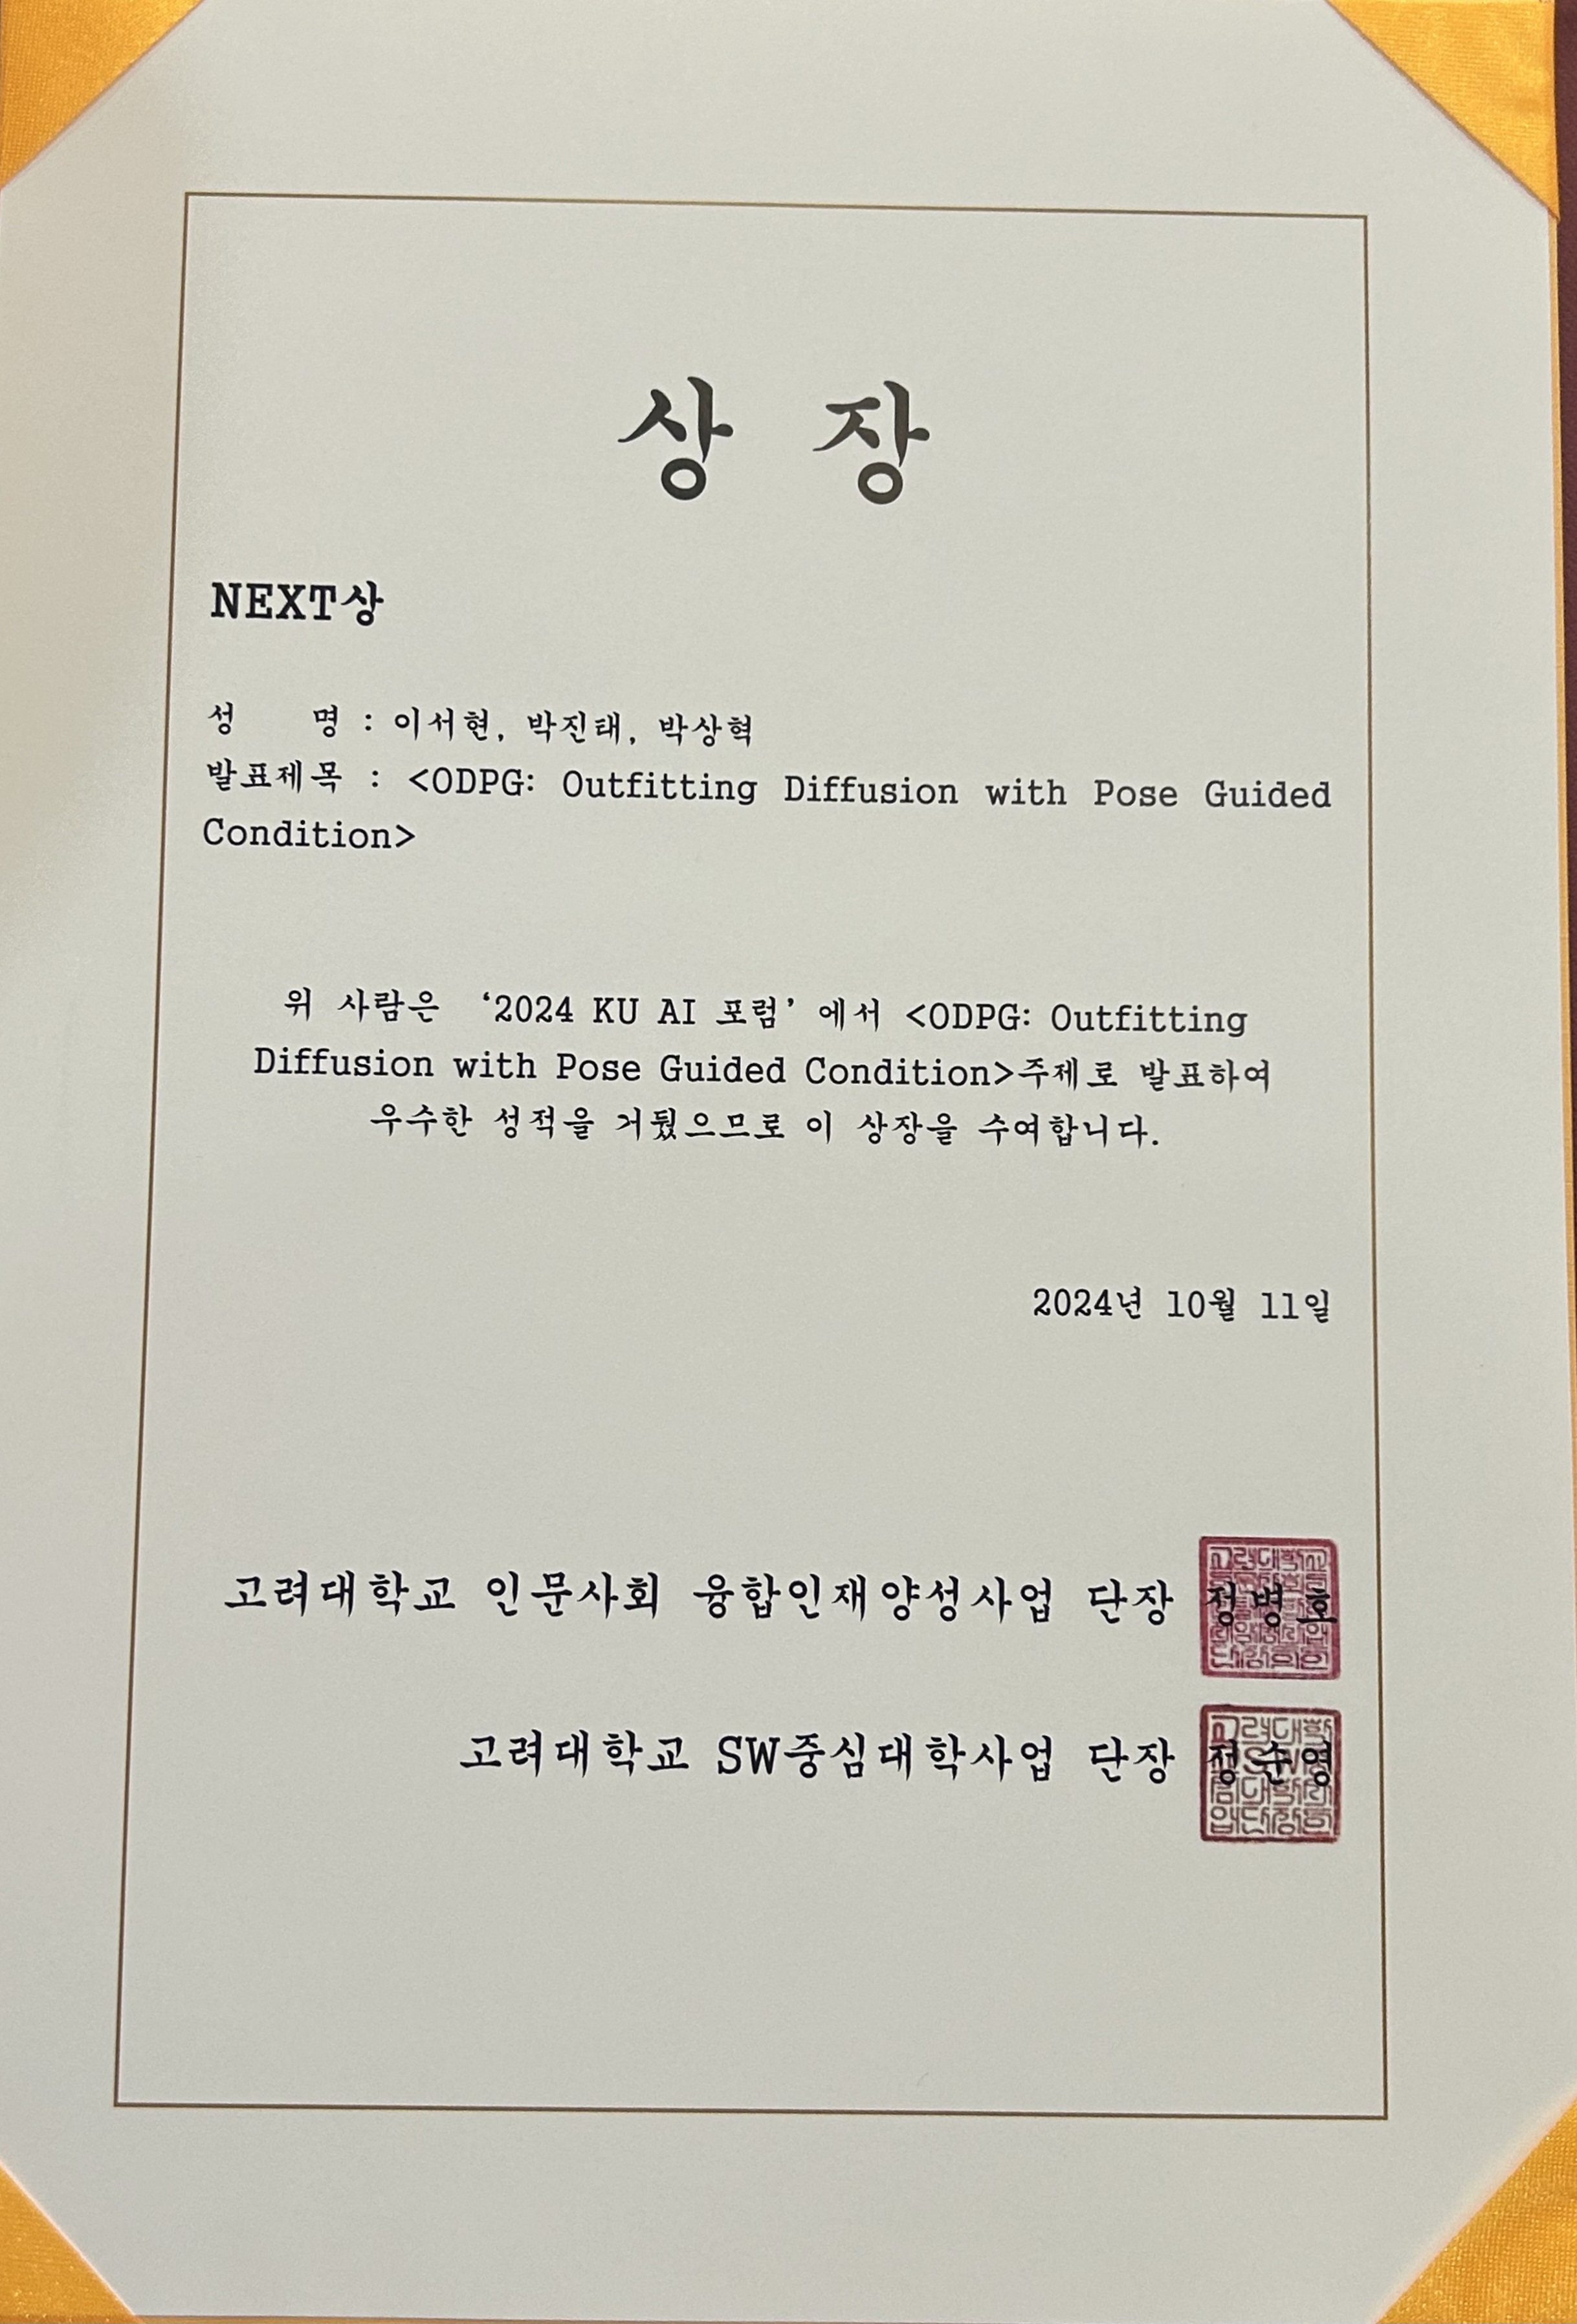 상 장
NEXT상
성 명 : 이서현, 박진태, 박상혁
발표제목 : <ODPG: Outfitting Diffusion with Pose Guided
Condition>
위 사람은 ‘2024 KU AI 포럼’ 에서 <ODPG: Outfitting
Diffusion with Pose Guided Condition>주제로 발표하여
우수한 성적을 거뒀으므로 이 상장을 수여합니다.
2024년 10월 11일
고려대학교 인문사회 융합인재양성사업 단장 정병호
고려대학교 SW중심대학사업 단장 정순영